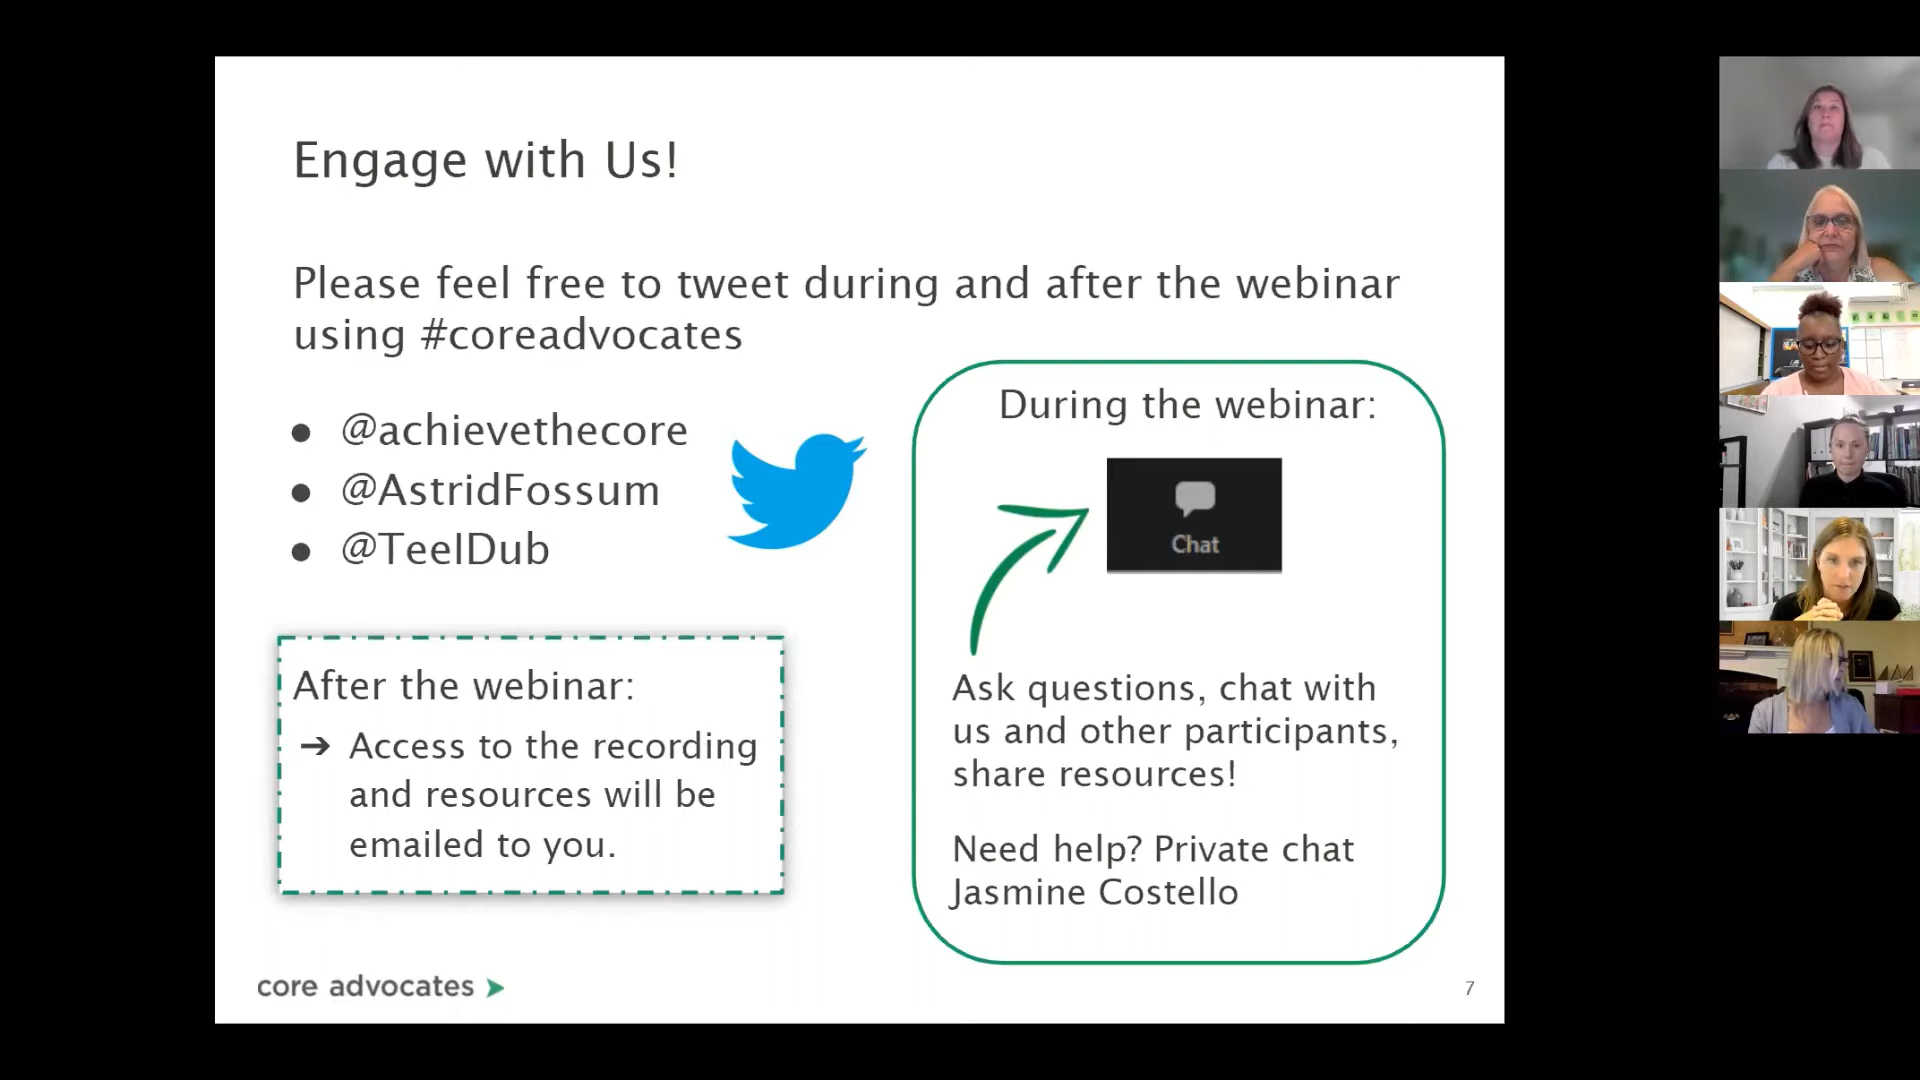 Engage with Us!
Please feel free to tweet during and after the webinar
using #coreadvocates
● @achievethecore
● @AstridFossum
● @TeelDub
After the webinar:
➔ Access to the recording
and resources will be
emailed to you.
During the webinar:
Chat
Ask questions, chat with
us and other participants,
share resources!
Need help? Private chat
Jasmine Costello
core advocates
7